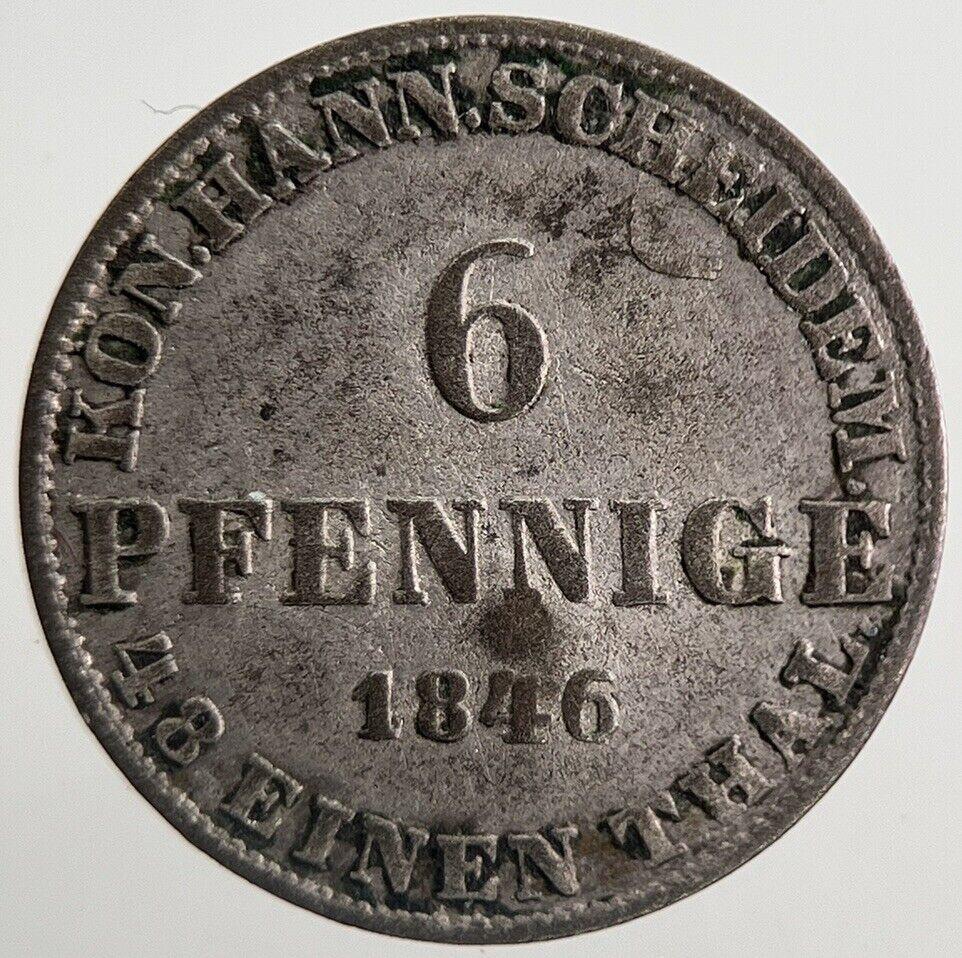 KÖN.HANN.SCHEIDEM.
6
PFENNIGE
1846
48 EINEN THAL.